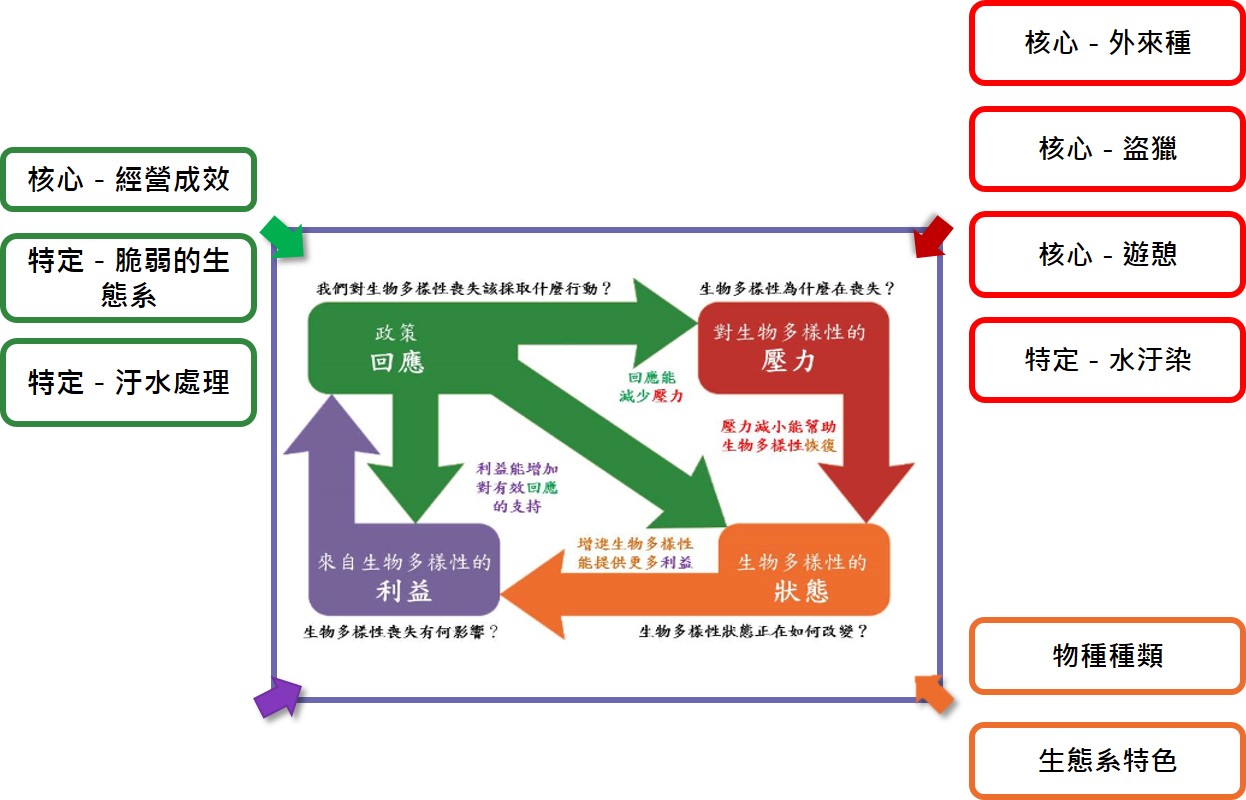 核心 - 外來種
核心 - 盜獵
核心 - 遊憩
特定 - 水汙染
核心 - 經營成效
特定 - 脆弱的生
態系
特定 - 汙水處理
我們對生物多樣性喪失該採取什麼行動？
生物多樣性為什麼在喪失？
政策
回應
對生物多樣性的
壓力
回應能
減少壓力
壓力減小能幫助
生物多樣性恢復
利益能增加
對有效回應
的支持
增進生物多樣性
能提供更多利益
來自生物多樣性的
利益
生物多樣性的
狀態
生物多樣性喪失有何影響？
生物多樣性狀態正在如何改變？
物種種類
生態系特色